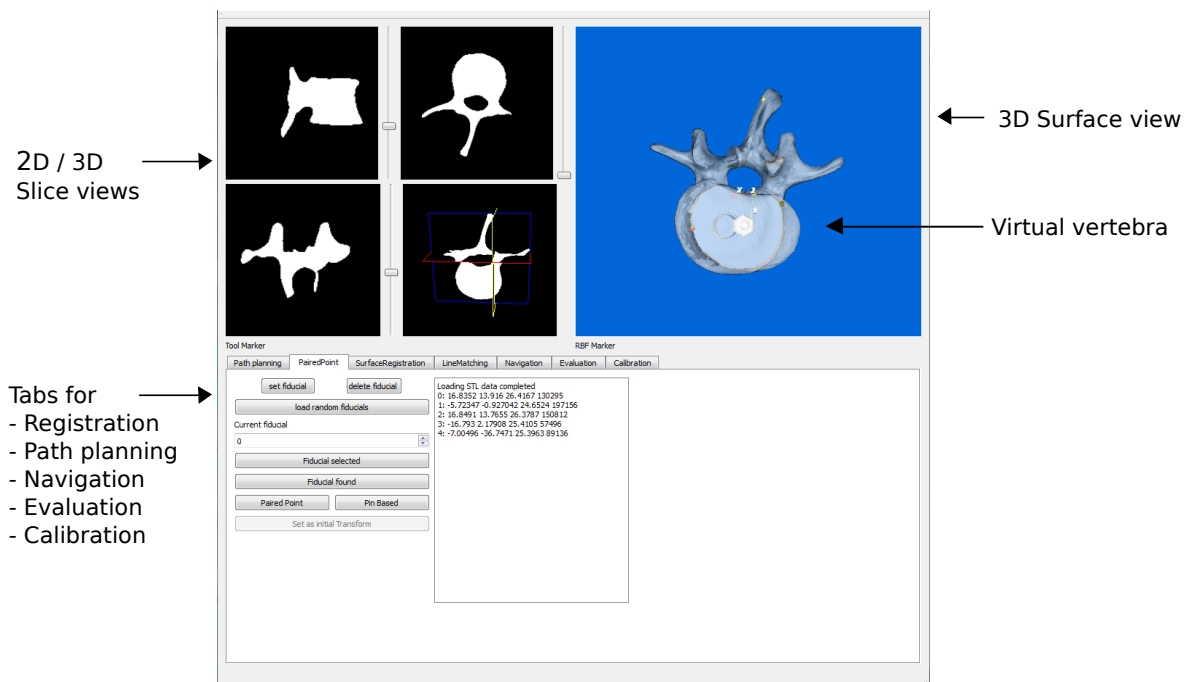 2D / 3D
Slice views
3D Surface view
Virtual vertebra
Tool Marker
RBF Marker
Path planning PairedPoint SurfaceRegistration LineMatching Navigation Evaluation Calibration
Tabs for
- Registration
- Path planning
- Navigation
- Evaluation
- Calibration
set fiducial delete fiducial
load random fiducials
Current fiducial
0
Fiducial selected
Fiducial found
Paired Point Pin Based
Set as initial Transform
Loading STL data completed
0: 16.8352 13.916 26.4167 130295
1: -5.72347 -0.927042 24.6524 197156
2: 16.8491 13.7655 26.3787 150812
3: -16.793 2.17908 25.4105 57496
4: -7.00496 -36.7471 25.3963 89136